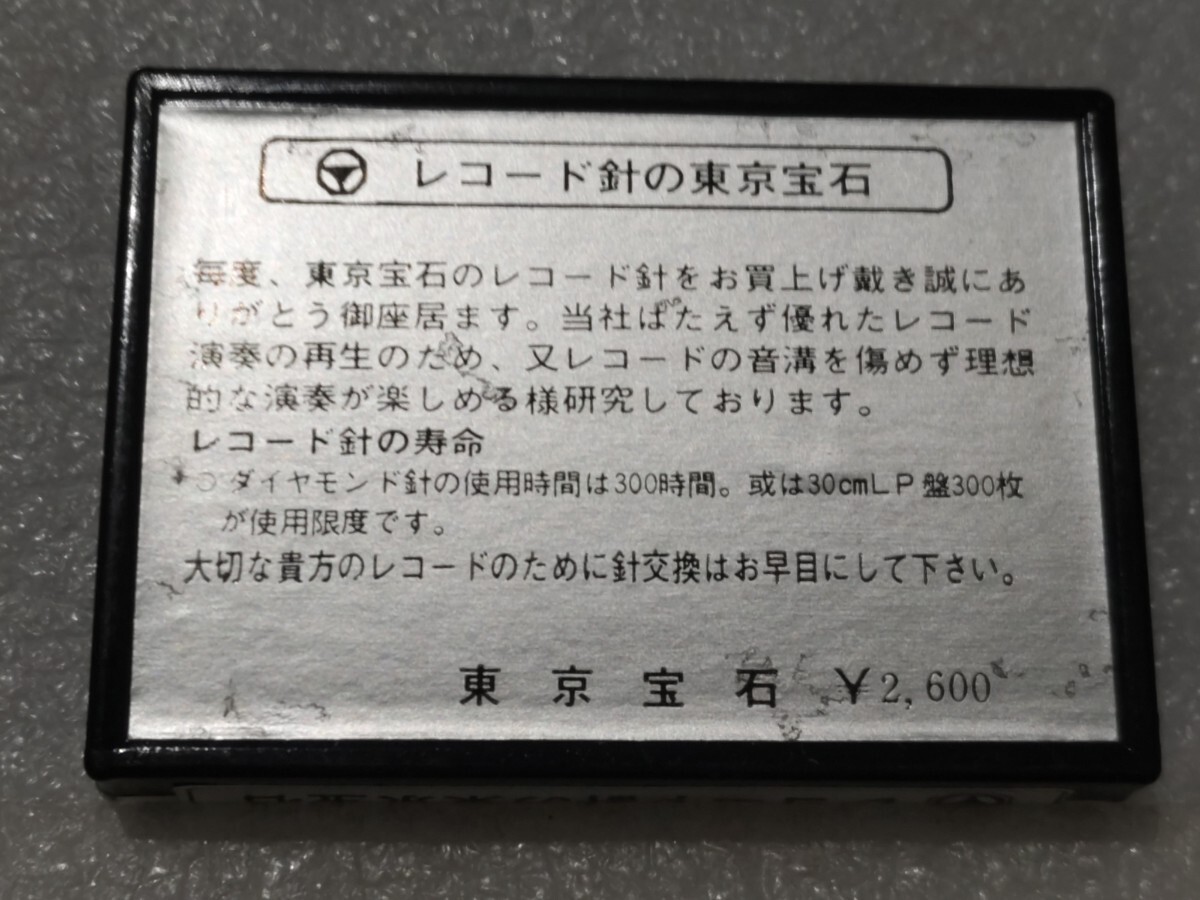 レコード針の東京宝石
毎度、東京宝石のレコード針をお買上げ戴き誠にあ
りがとう御座居ます。当社はたえず優れたレコード
演奏の再生のため、又レコードの音溝を傷めず理想
的な演奏が楽しめる様研究しております。
レコード針の寿命
○ダイヤモンド針の使用時間は300時間。或は30cmLP盤300枚
が使用限度です。
大切な貴方のレコードのために針交換はお早目にして下さい。
東京宝石 ¥2,600